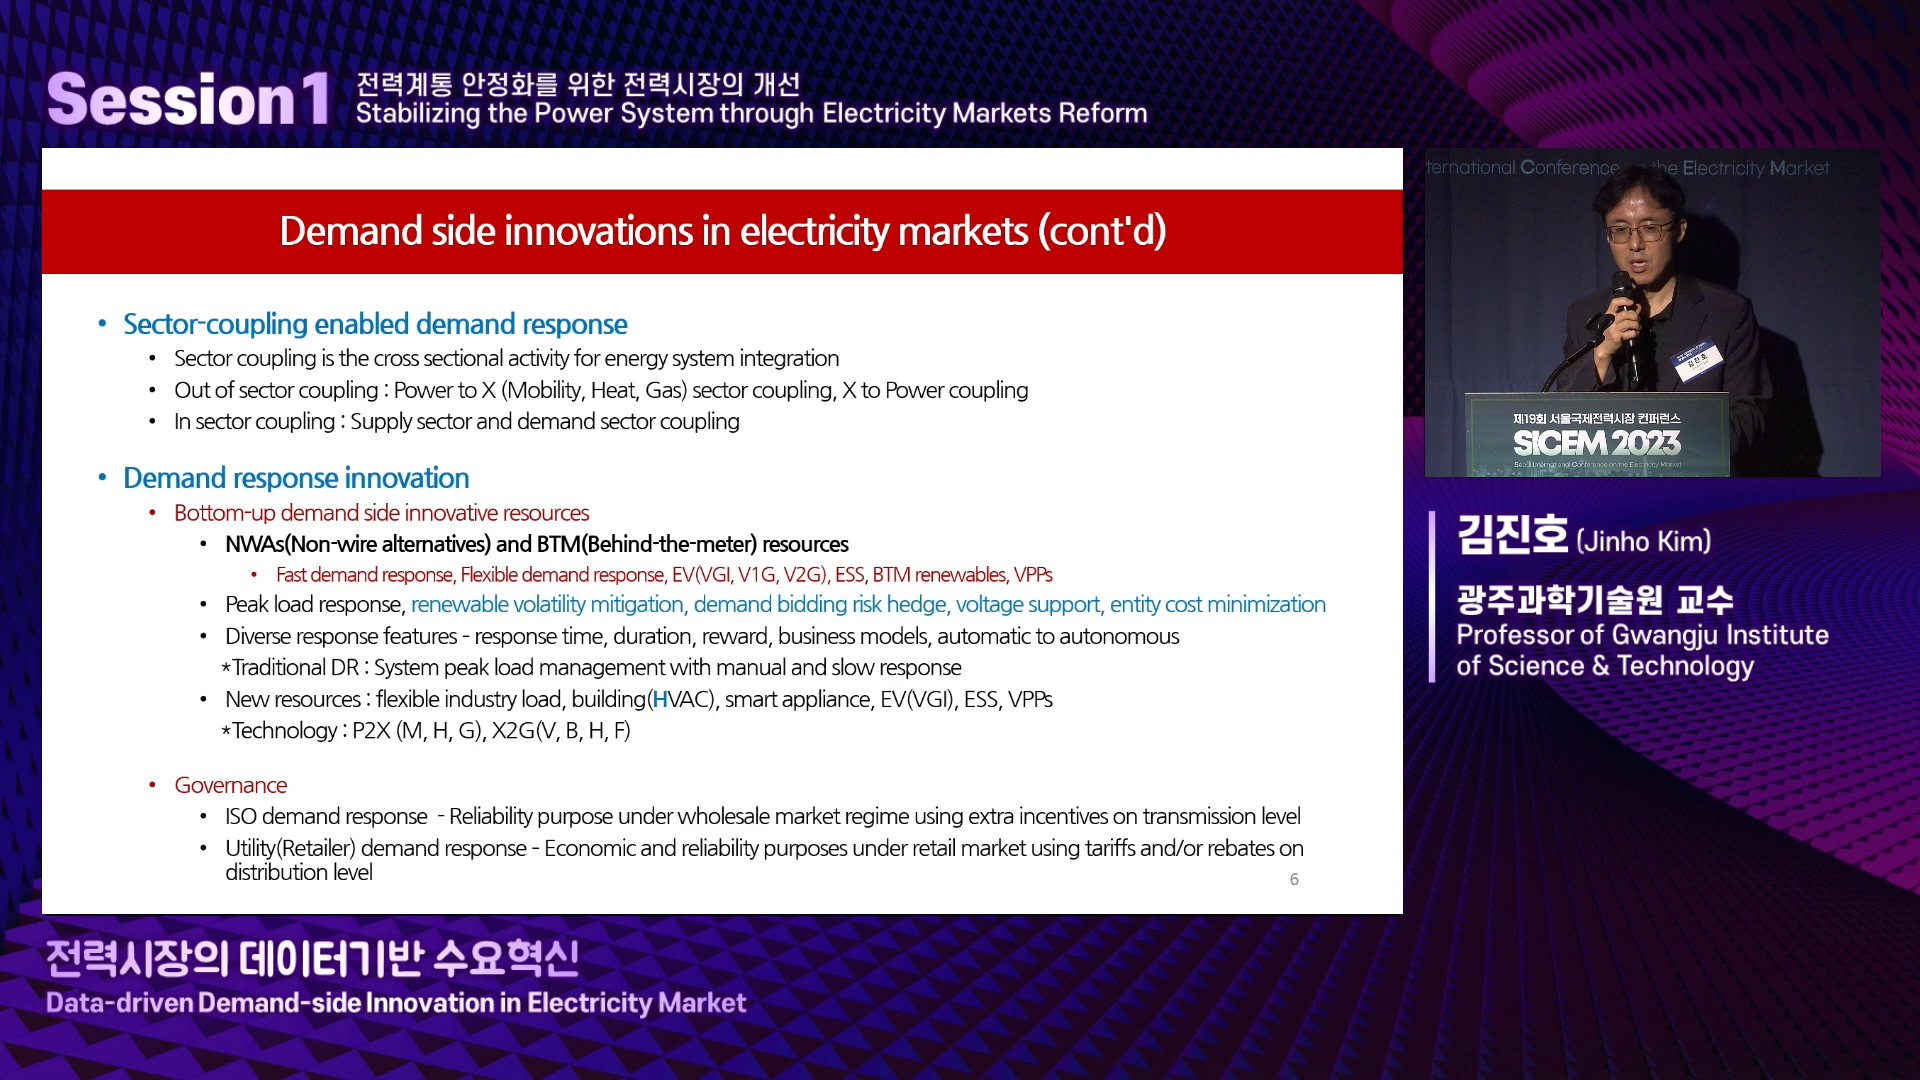 Session1
전력계통 안정화를 위한 전력시장의 개선
Stabilizing the Power System through Electricity Markets Reform
Demand side innovations in electricity markets (cont'd)
• Sector-coupling enabled demand response
• Sector coupling is the cross sectional activity for energy system integration
• Out of sector coupling : Power to X (Mobility, Heat, Gas) sector coupling, X to Power coupling
• In sector coupling : Supply sector and demand sector coupling
• Demand response innovation
• Bottom-up demand side innovative resources
• NWAs(Non-wire alternatives) and BTM(Behind-the-meter) resources
• Fast demand response, Flexible demand response, EV(VGI, V1G, V2G), ESS, BTM renewables, VPPs
• Peak load response, renewable volatility mitigation, demand bidding risk hedge, voltage support, entity cost minimization
• Diverse response features - response time, duration, reward, business models, automatic to autonomous
*Traditional DR : System peak load management with manual and slow response
• New resources : flexible industry load, building(HVAC), smart appliance, EV(VGI), ESS, VPPs
*Technology : P2X (M, H, G), X2G(V, B, H, F)
• Governance
• ISO demand response - Reliability purpose under wholesale market regime using extra incentives on transmission level
• Utility(Retailer) demand response - Economic and reliability purposes under retail market using tariffs and/or rebates on
distribution level
6
ternational Conference on the Electricity Market
김진호
제19회 서울국제전력시장 컨퍼런스
SICEM 2023
Seoul International Conference on the Electricity Market
김진호 (Jinho Kim)
광주과학기술원 교수
Professor of Gwangju Institute
of Science & Technology
전력시장의 데이터기반 수요혁신
Data-driven Demand-side Innovation in Electricity Market